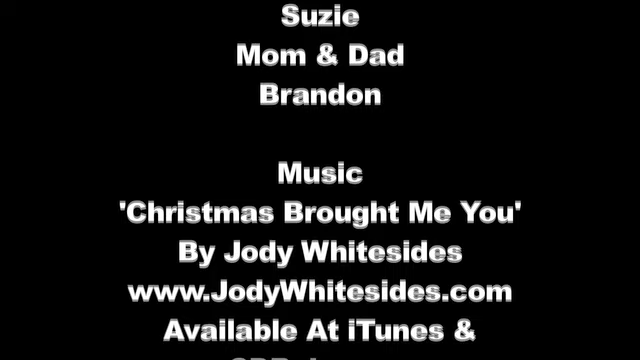 Suzie
Mom & Dad
Brandon
Music
'Christmas Brought Me You'
By Jody Whitesides
www.JodyWhitesides.com
Available At iTunes &